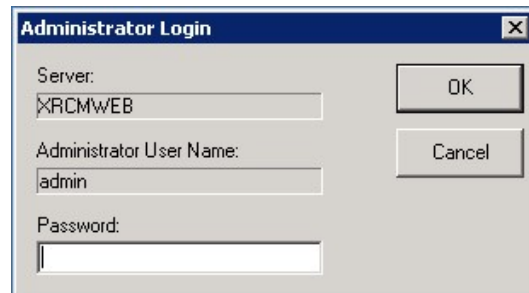 Administrator Login
Server:
XRCMWEB
OK
Administrator User Name:
admin
Cancel
Password: